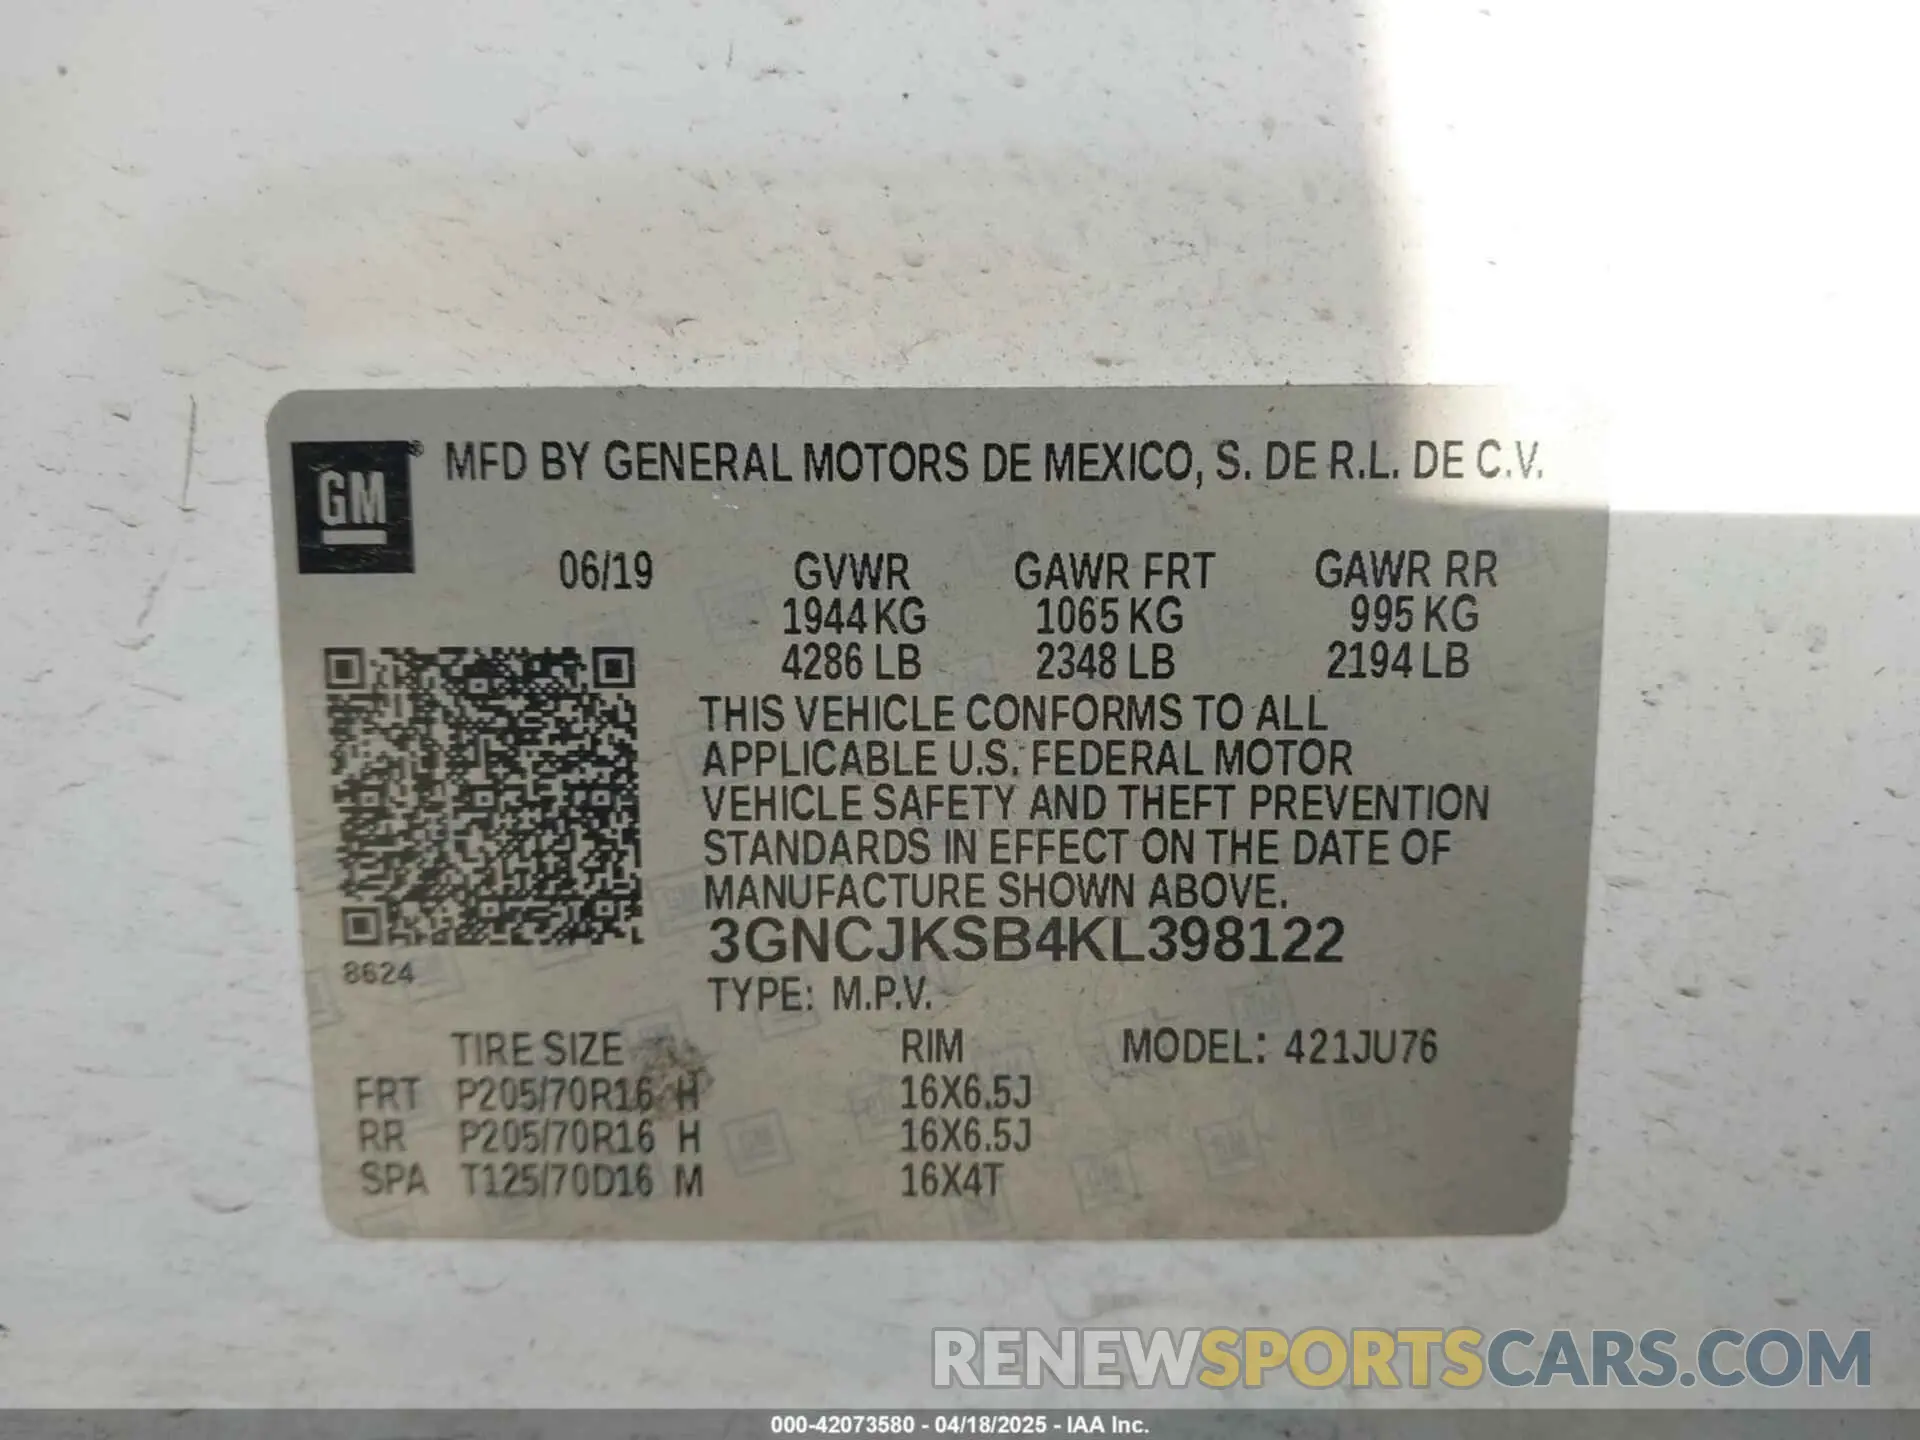 GM® MFD BY GENERAL MOTORS DE MEXICO, S. DE R.L. DE C.V.
06/19 GVWR GAWR FRT GAWR RR
1944 KG 1065 KG 995 KG
4286 LB 2348 LB 2194 LB
THIS VEHICLE CONFORMS TO ALL
APPLICABLE U.S. FEDERAL MOTOR
VEHICLE SAFETY AND THEFT PREVENTION
STANDARDS IN EFFECT ON THE DATE OF
MANUFACTURE SHOWN ABOVE.
3GNCJKSB4KL398122
8624
TYPE: M.P.V.
TIRE SIZE RIM MODEL: 421JU76
FRT P205/70R16 H 16X6.5J
RR P205/70R16 H 16X6.5J
SPA T125/70D16 M 16X4T
RENEWSPORTSCARS.COM
000-42073580 - 04/18/2025 - IAA Inc.